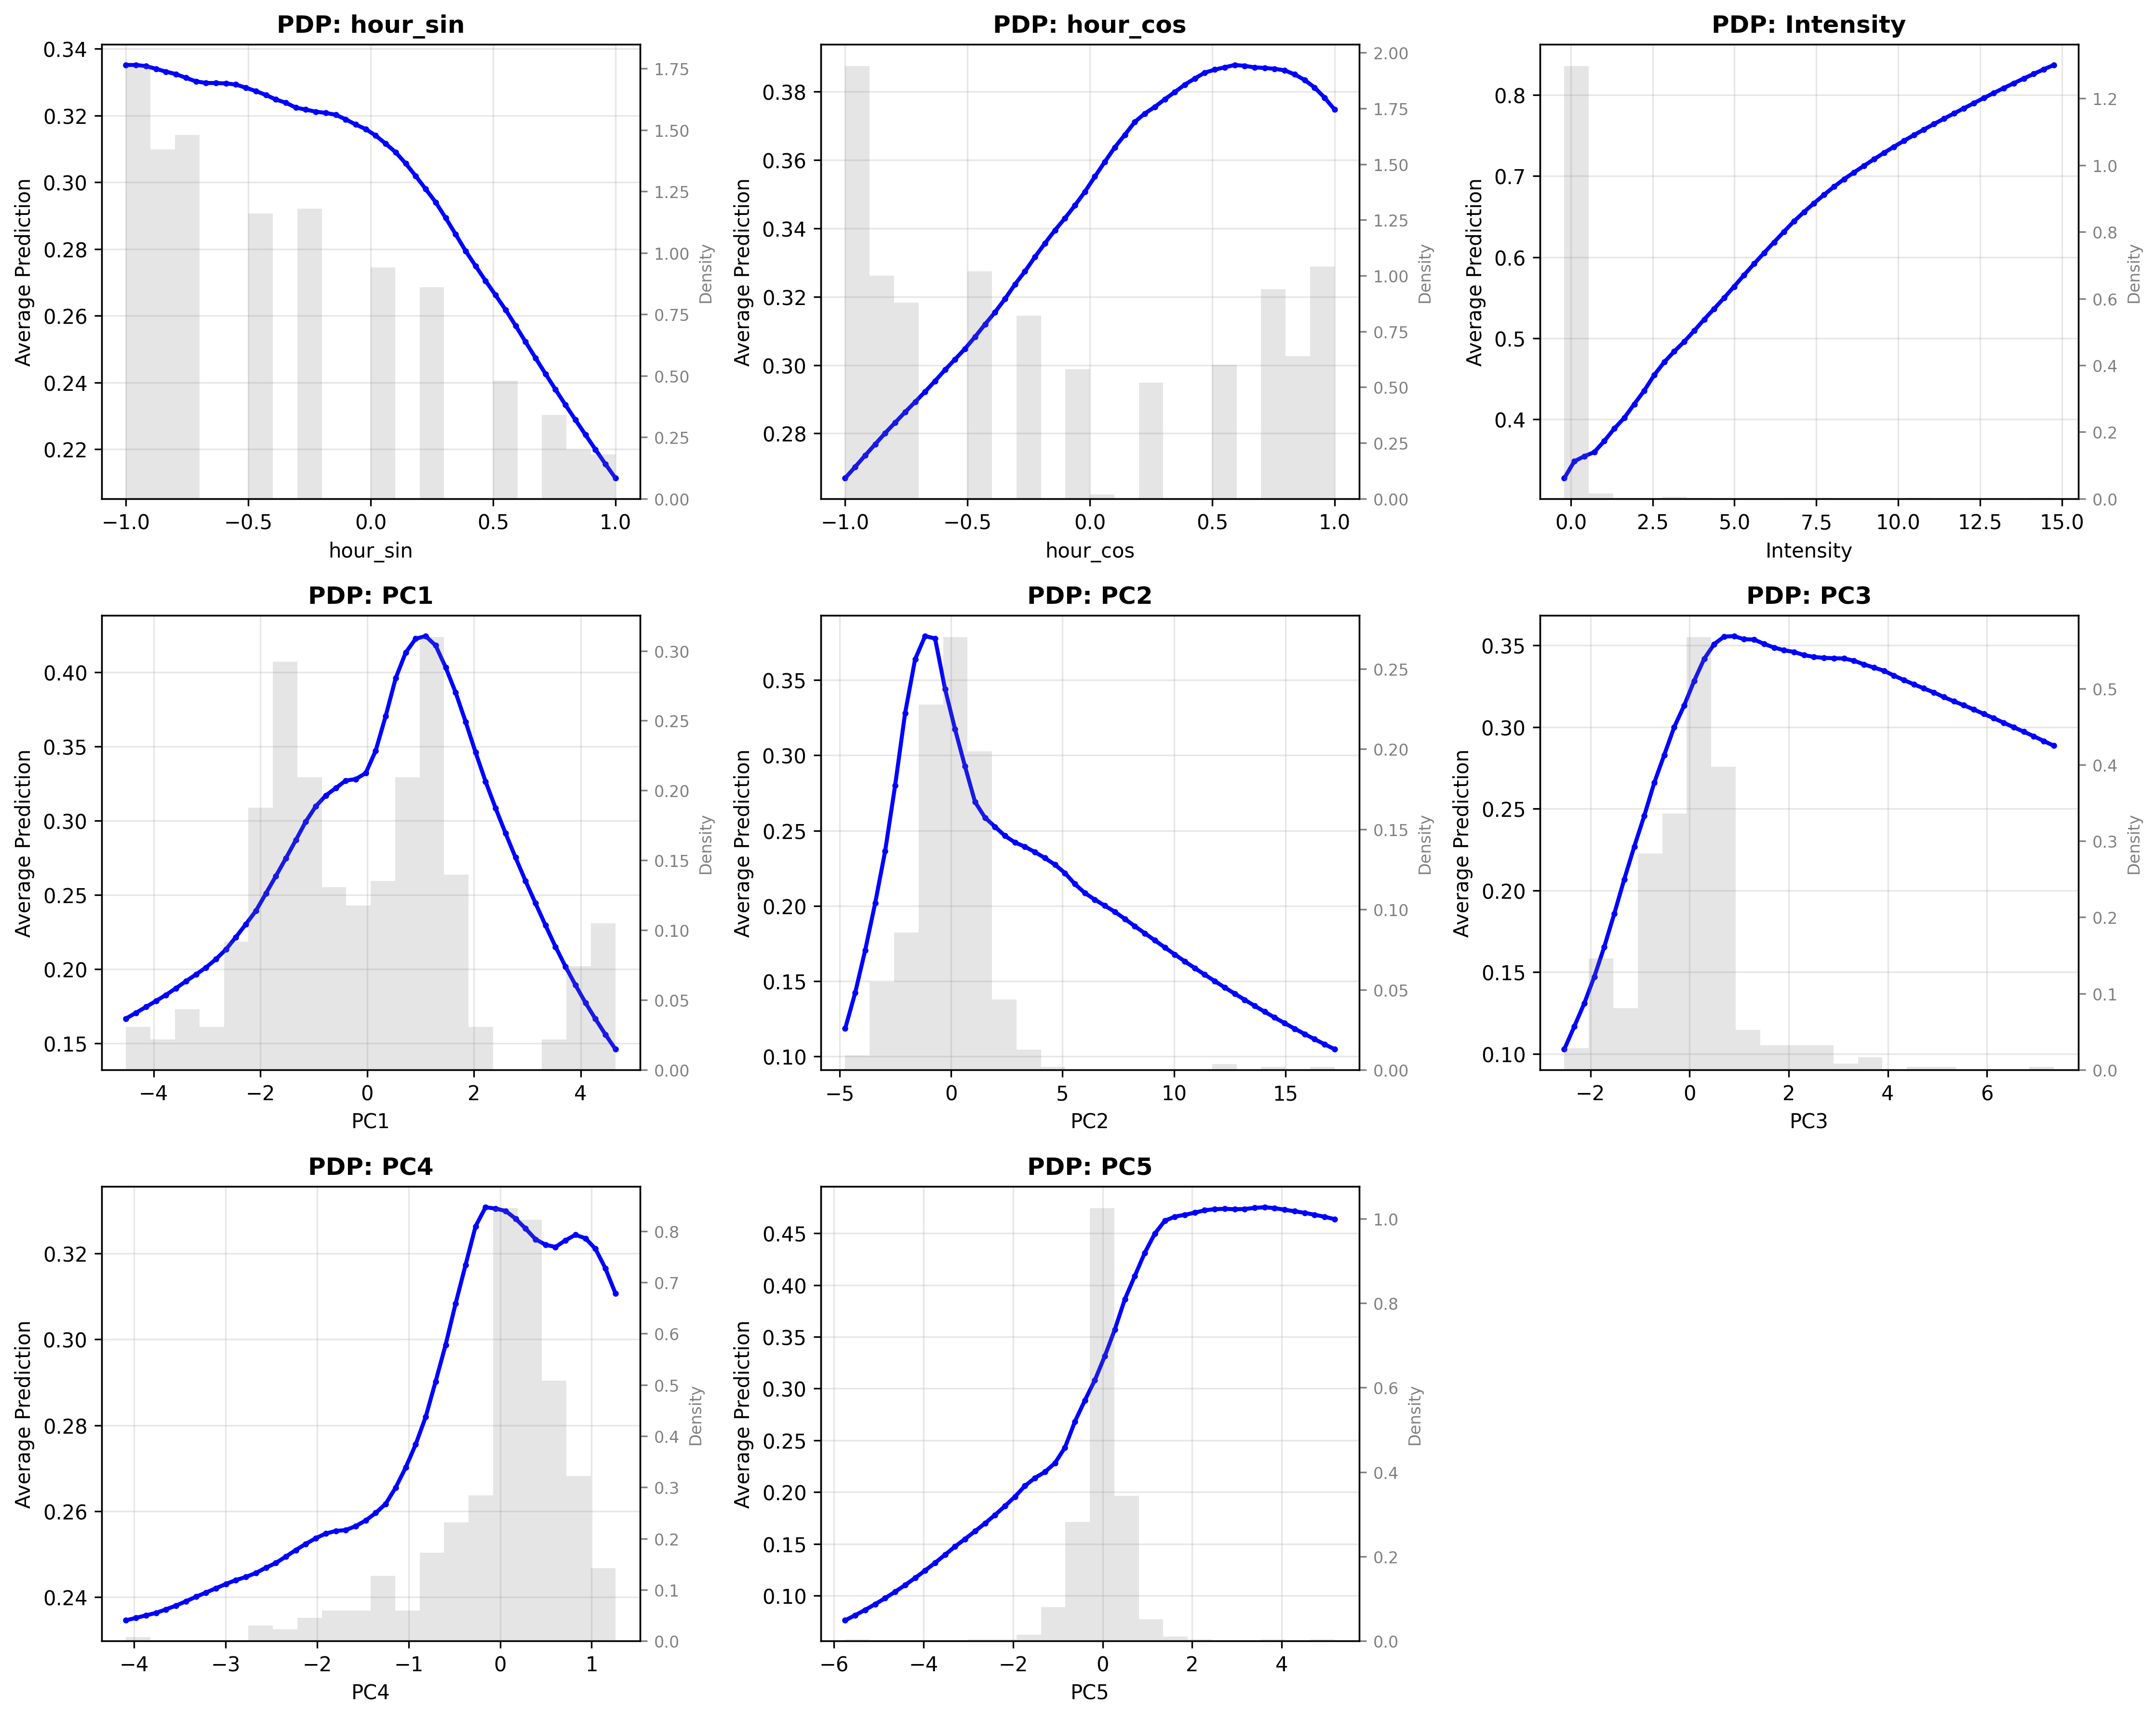 PDP: hour_sin
0.34
0.32
0.30
0.28
0.26
0.24
0.22
Average Prediction
1.75
1.50
1.25
1.00
0.75
0.50
0.25
0.00
Density
−1.0 −0.5 0.0 0.5 1.0
hour_sin
PDP: hour_cos
0.38
0.36
0.34
0.32
0.30
0.28
Average Prediction
2.00
1.75
1.50
1.25
1.00
0.75
0.50
0.25
0.00
Density
−1.0 −0.5 0.0 0.5 1.0
hour_cos
PDP: Intensity
0.8
0.7
0.6
0.5
0.4
Average Prediction
1.2
1.0
0.8
0.6
0.4
0.2
0.0
Density
0.0 2.5 5.0 7.5 10.0 12.5 15.0
Intensity
PDP: PC1
0.40
0.35
0.30
0.25
0.20
0.15
Average Prediction
0.30
0.25
0.20
0.15
0.10
0.05
0.00
Density
−4 −2 0 2 4
PC1
PDP: PC2
0.35
0.30
0.25
0.20
0.15
0.10
Average Prediction
0.25
0.20
0.15
0.10
0.05
0.00
Density
−5 0 5 10 15
PC2
PDP: PC3
0.35
0.30
0.25
0.20
0.15
0.10
Average Prediction
0.5
0.4
0.3
0.2
0.1
0.0
Density
−2 0 2 4 6
PC3
PDP: PC4
0.32
0.30
0.28
0.26
0.24
Average Prediction
0.8
0.7
0.6
0.5
0.4
0.3
0.2
0.1
0.0
Density
−4 −3 −2 −1 0 1
PC4
PDP: PC5
0.45
0.40
0.35
0.30
0.25
0.20
0.15
0.10
Average Prediction
1.0
0.8
0.6
0.4
0.2
0.0
Density
−6 −4 −2 0 2 4
PC5